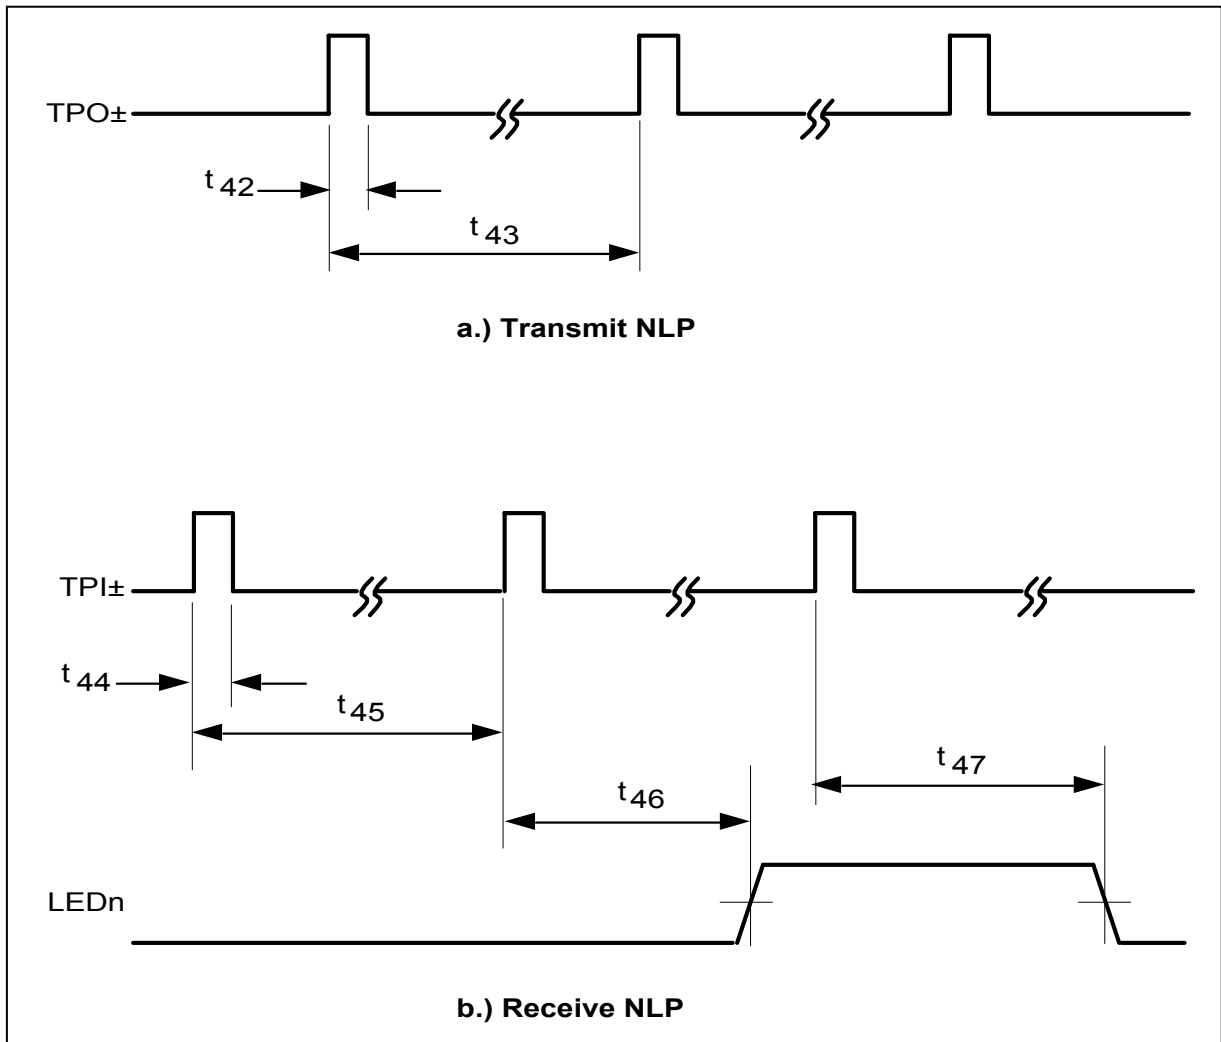 TPO±
t 42
t 43
a.) Transmit NLP
TPI±
t 44
t 45
t 47
t 46
LEDn
b.) Receive NLP